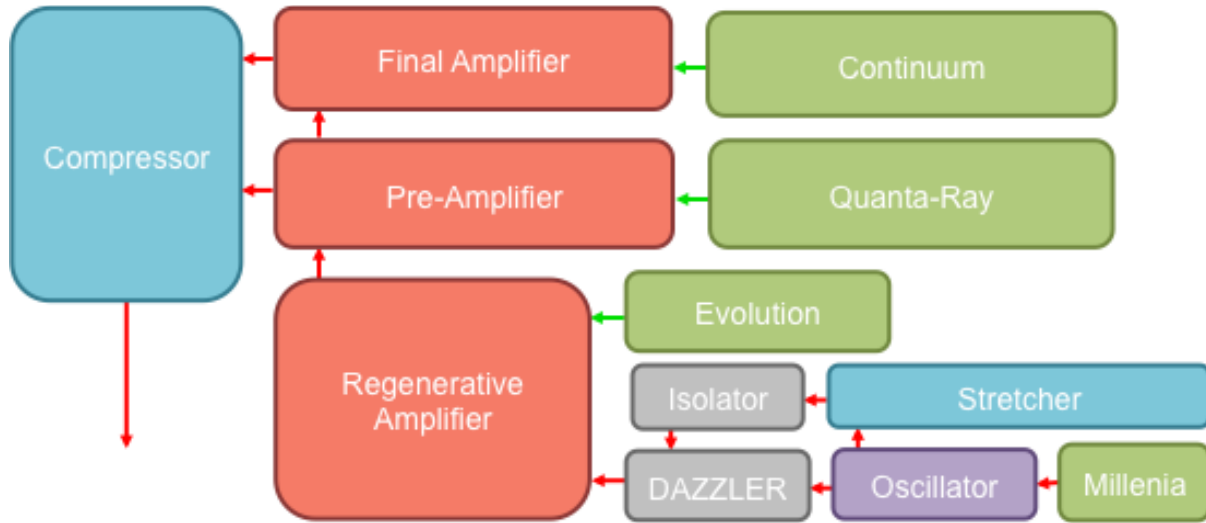 Final Amplifier
Continuum
Compressor
Pre-Amplifier
Quanta-Ray
Evolution
Regenerative
Amplifier
Isolator
Stretcher
DAZZLER
Oscillator
Millenia